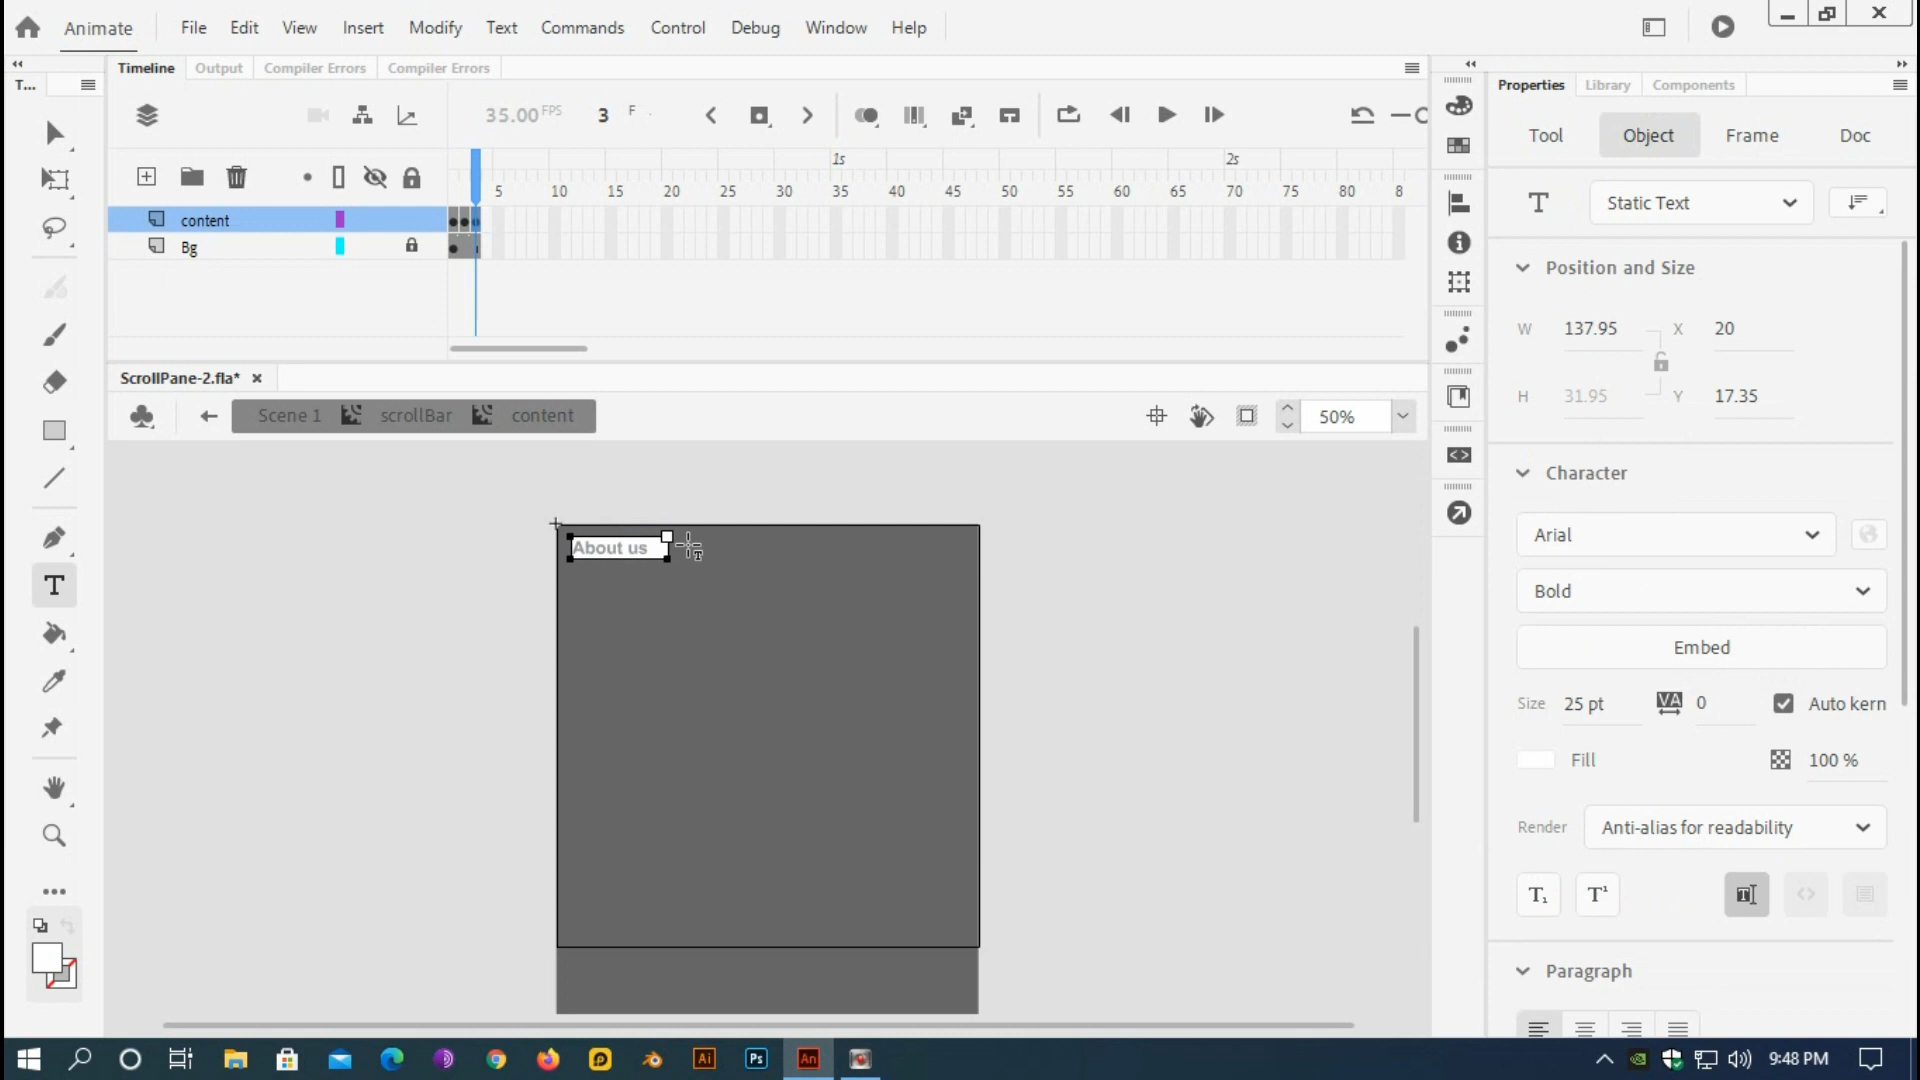 Animate File Edit View Insert Modify Text Commands Control Debug Window Help
T... Timeline Output Compiler Errors Compiler Errors
Properties Library Components
35.00 FPS 3 F
Tool Object Frame Doc
1s 2s
5 10 15 20 25 30 35 40 45 50 55 60 65 70 75 80 8
content
Bg
Static Text
Position and Size
W 137.95 X 20
H 31.95 Y 17.35
ScrollPane-2.fla*
Scene 1 scrollBar content
50%
Character
Arial
Bold
Embed
About us
Size 25 pt VA 0 Auto kern
Fill 100 %
Render Anti-alias for readability
Paragraph
Ai Ps An
9:48 PM